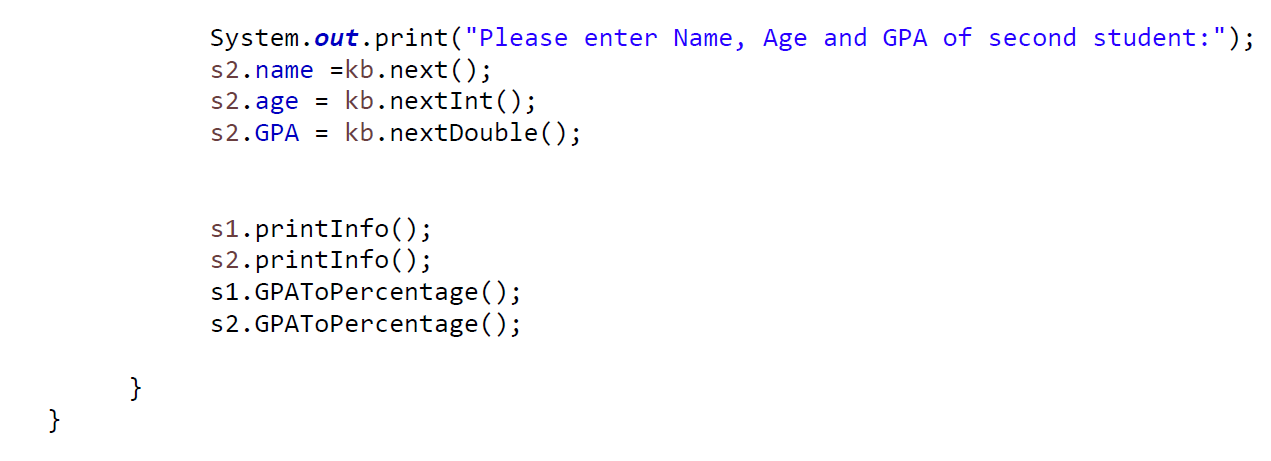 System.out.print("Please enter Name, Age and GPA of second student:");
s2.name =kb.next();
s2.age = kb.nextInt();
s2.GPA = kb.nextDouble();
s1.printInfo();
s2.printInfo();
s1.GPAToPercentage();
s2.GPAToPercentage();
}
}